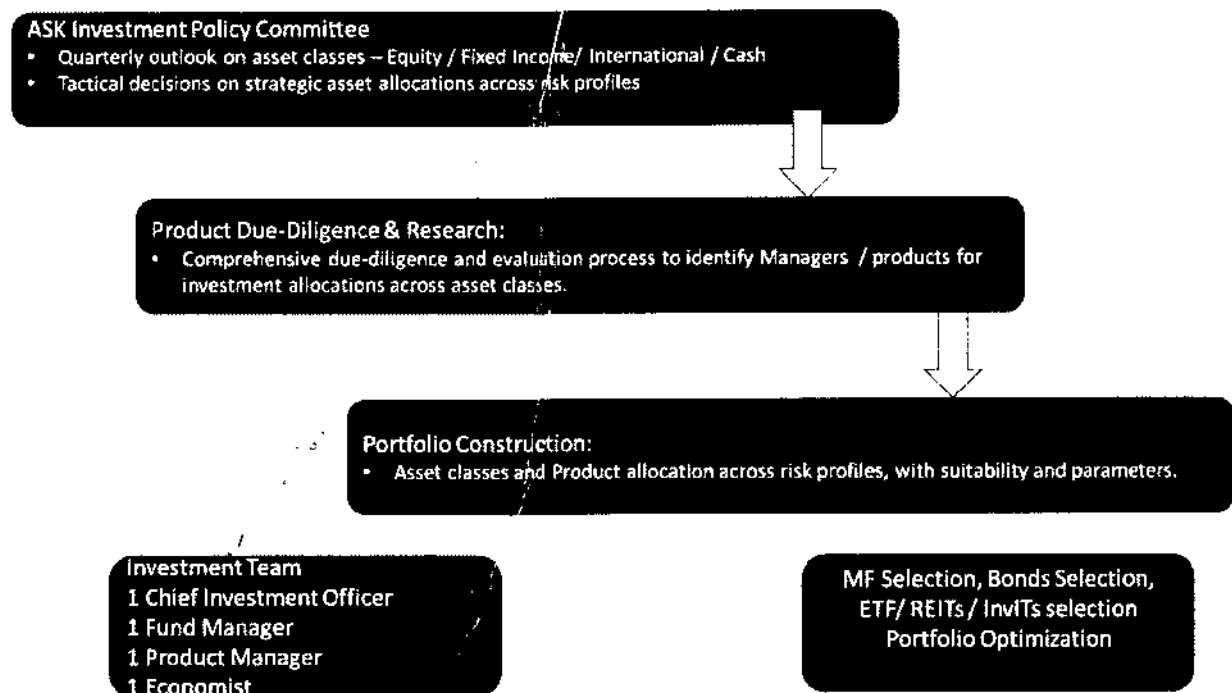 ASK Investment Policy Committee
• Quarterly outlook on asset classes – Equity / Fixed Income/ International / Cash
• Tactical decisions on strategic asset allocations across risk profiles
Product Due-Diligence & Research:
• Comprehensive due-diligence and evaluation process to identify Managers / products for
investment allocations across asset classes.
Portfolio Construction:
• Asset classes and Product allocation across risk profiles, with suitability and parameters.
Investment Team
1 Chief Investment Officer
1 Fund Manager
1 Product Manager
1 Economist
MF Selection, Bonds Selection,
ETF/ REITs / InvITs selection
Portfolio Optimization